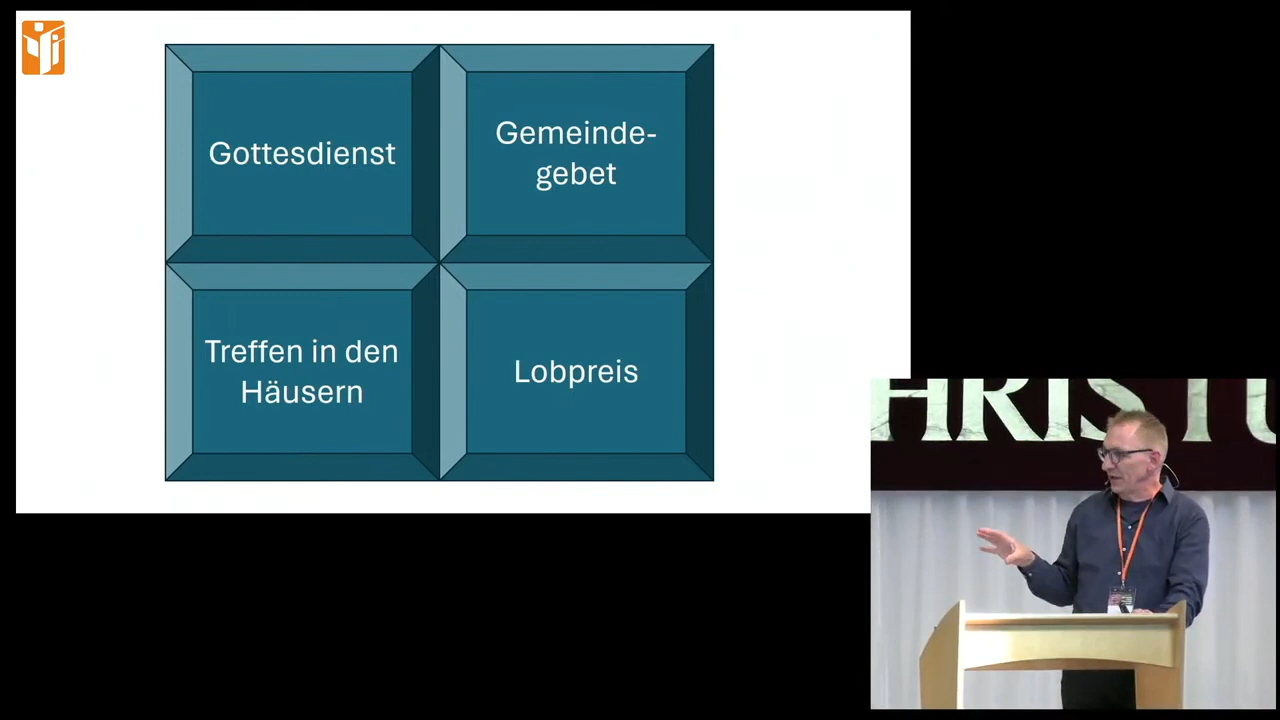 Gottesdienst
Gemeinde-
gebet
Treffen in den
Häusern
Lobpreis